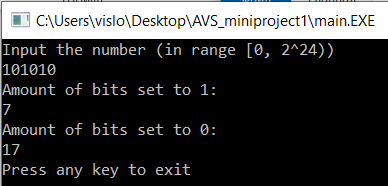 C:\Users\vislo\Desktop\AVS_miniproject1\main.EXE
Input the number (in range [0, 2^24))
101010
Amount of bits set to 1:
7
Amount of bits set to 0:
17
Press any key to exit